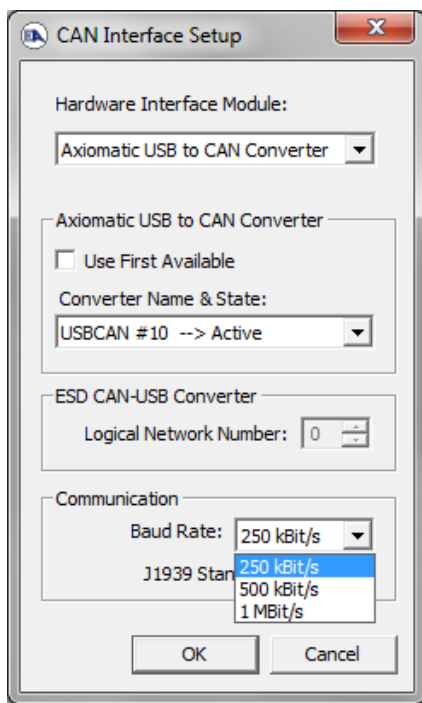 CAN Interface Setup
Hardware Interface Module:
Axiomatic USB to CAN Converter
Axiomatic USB to CAN Converter
Use First Available
Converter Name & State:
USBCAN #10 --> Active
ESD CAN-USB Converter
Logical Network Number: 0
Communication
Baud Rate: 250 kBit/s
250 kBit/s
J1939 Stan
500 kBit/s
1 MBit/s
OK Cancel